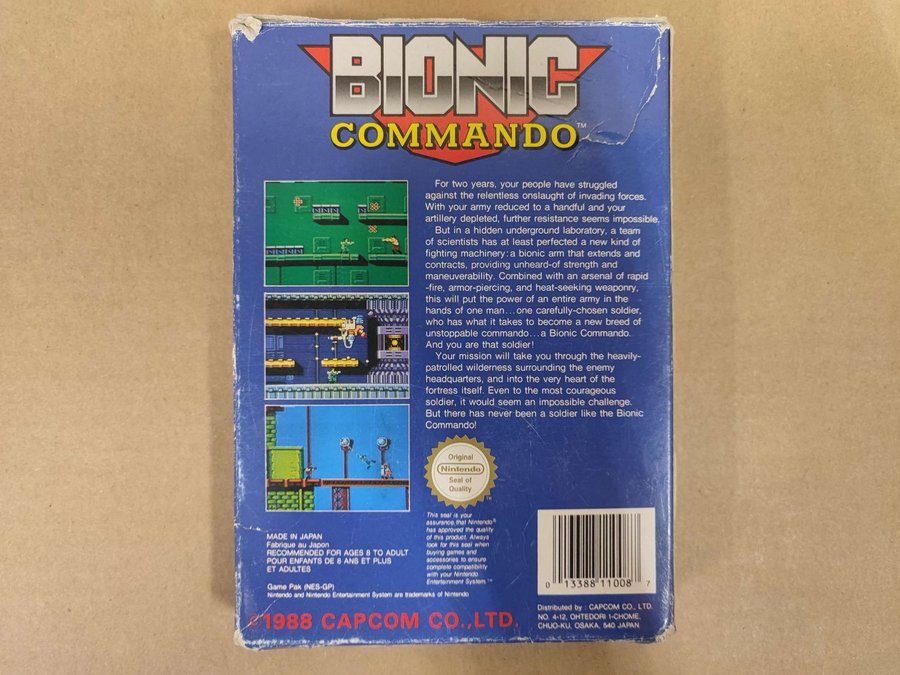 BIONIC
COMMANDO™
For two years, your people have struggled
against the relentless onslaught of invading forces.
With your army reduced to a handful and your
artillery depleted, further resistance seems impossible.
But in a hidden underground laboratory, a team
of scientists has at least perfected a new kind of
fighting machinery: a bionic arm that extends and
contracts, providing unheard-of strength and
maneuverability. Combined with an arsenal of rapid
-fire, armor-piercing, and heat-seeking weaponry,
this will put the power of an entire army in the
hands of one man...one carefully-chosen soldier,
who has what it takes to become a new breed of
unstoppable commando...a Bionic Commando.
And you are that soldier!
Your mission will take you through the heavily-
patrolled wilderness surrounding the enemy
headquarters, and into the very heart of the
fortress itself. Even to the most courageous
soldier, it would seem an impossible challenge.
But there has never been a soldier like the Bionic
Commando!
Original
Nintendo
Seal of
Quality
TM
This seal is your
assurance that Nintendo®
has approved the quality
of this product. Always
look for this seal when
buying games and
accessories to ensure
complete compatibility
with your Nintendo
Entertainment System.™
MADE IN JAPAN
Fabrique au Japon
RECOMMENDED FOR AGES 8 TO ADULT
POUR ENFANTS DE 8 ANS ET PLUS
ET ADULTES
Game Pak (NES-GP)
Nintendo and Nintendo Entertainment System are trademarks of Nintendo
©1988 CAPCOM CO.,LTD.
0 13388 11008 7
Distributed by : CAPCOM CO., LTD.
NO. 4-12, OHTEDORI 1-CHOME,
CHUO-KU, OSAKA, 540 JAPAN